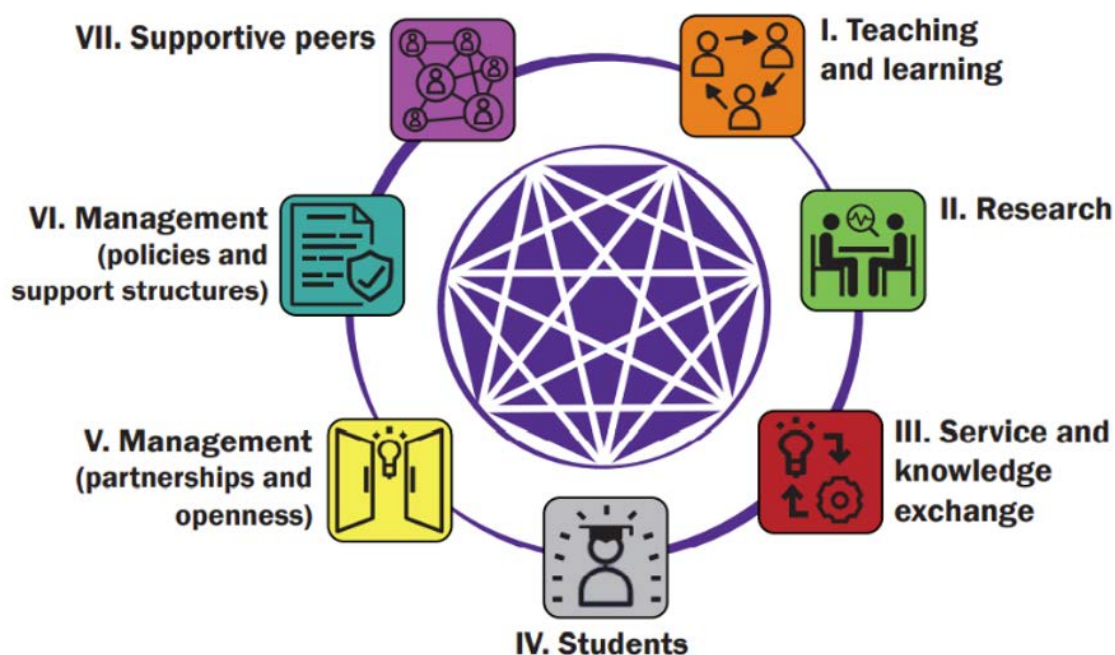 I. Teaching
and learning
II. Research
III. Service and
knowledge
exchange
IV. Students
V. Management
(partnerships and
openness)
VI. Management
(policies and
support structures)
VII. Supportive peers